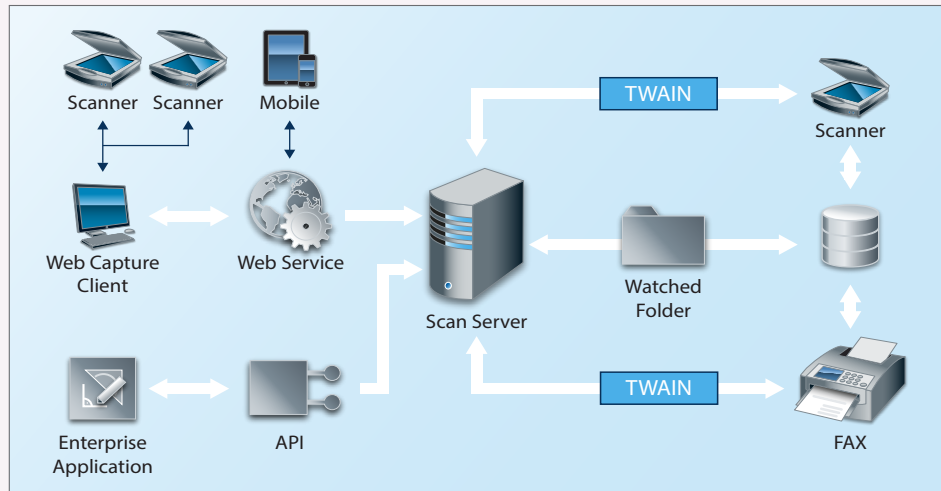 Scanner
Scanner
Mobile
TWAIN
Scanner
Web Capture
Client
Web Service
Scan Server
Watched
Folder
Enterprise
Application
API
TWAIN
FAX